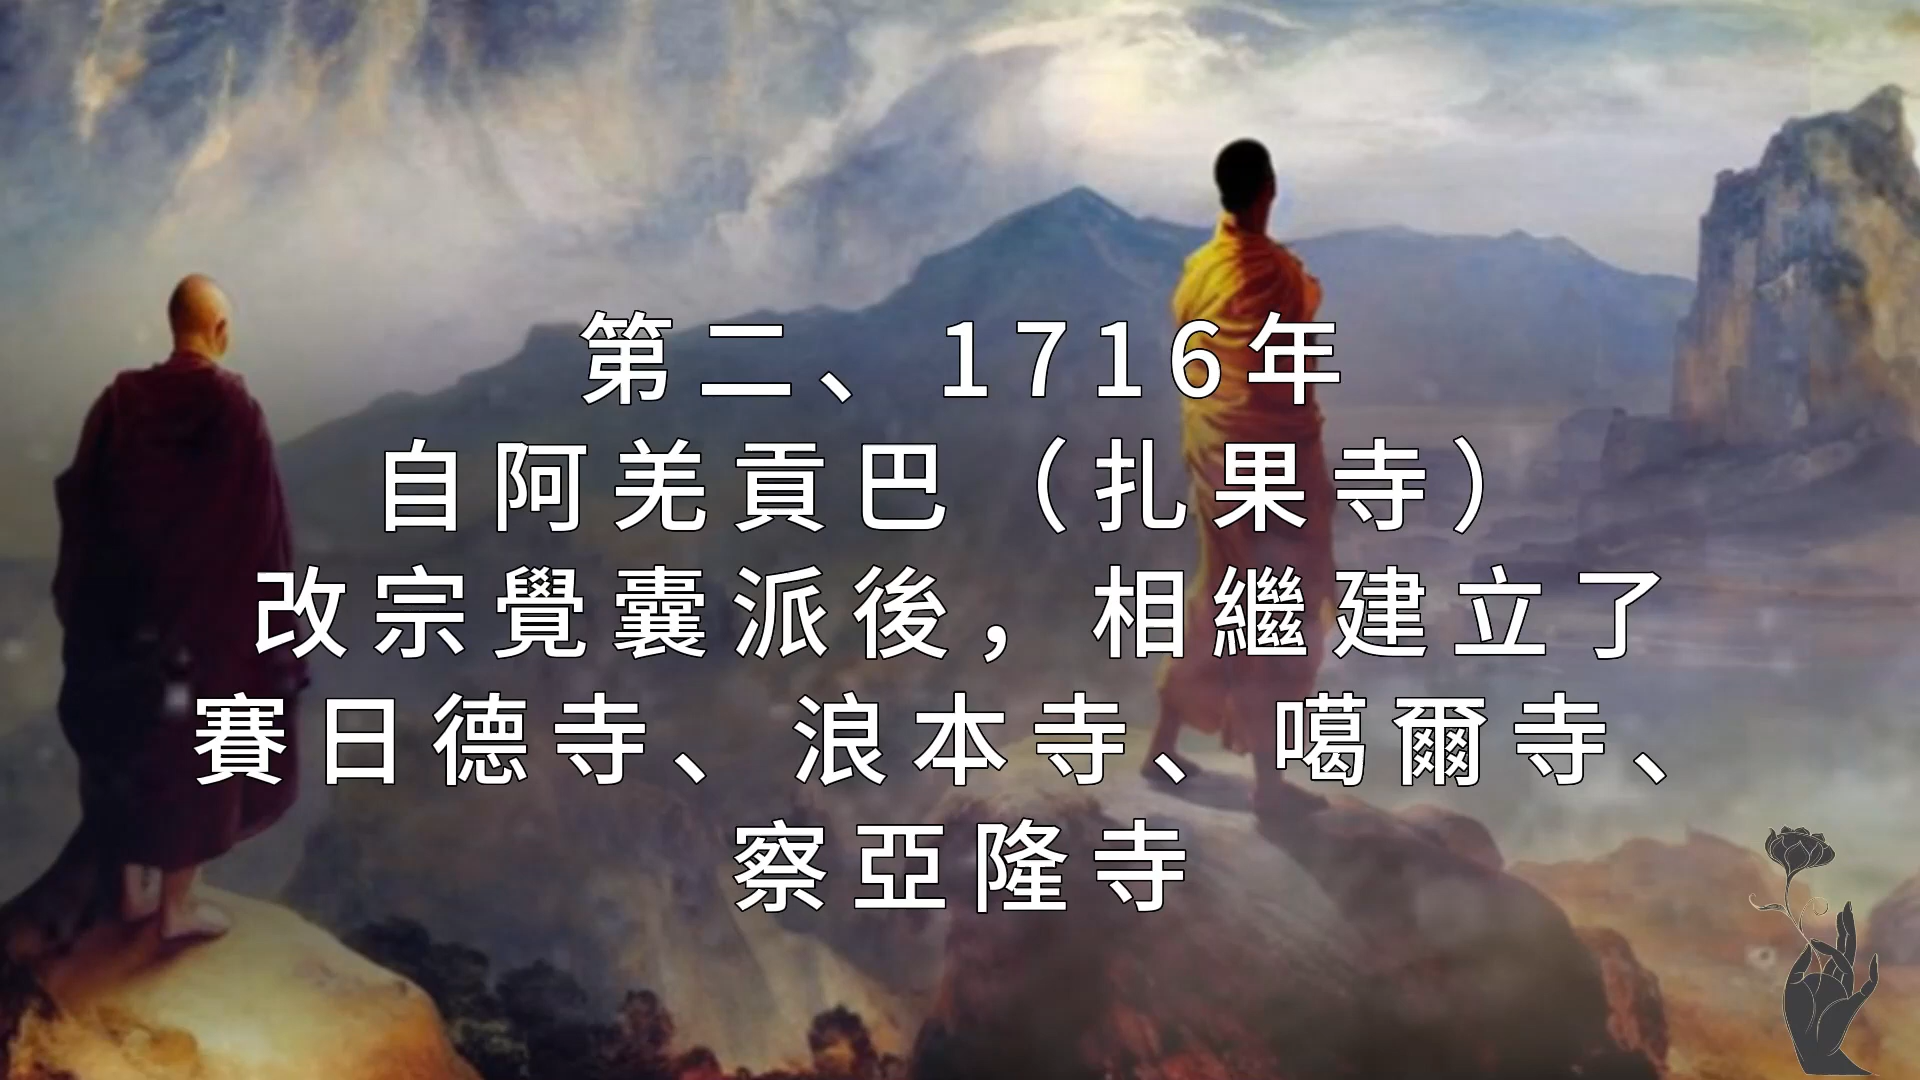 第二、1716年
自阿羌貢巴（扎果寺）
改宗覺囊派後，相繼建立了
賽日德寺、浪本寺、噶爾寺、
察亞隆寺